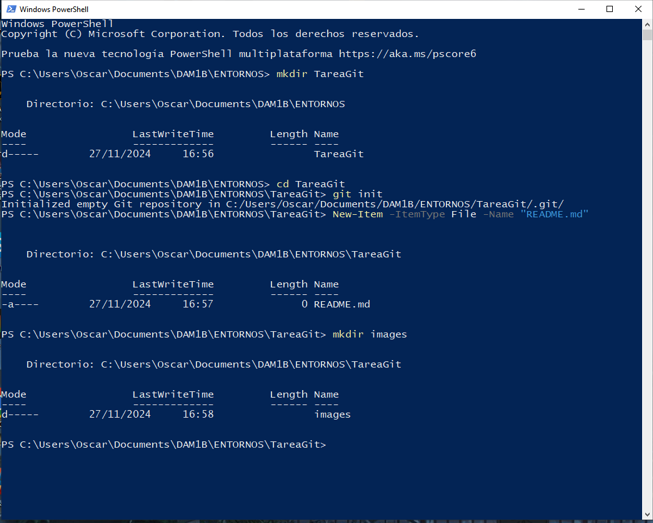 Windows PowerShell
Windows PowerShell
Copyright (C) Microsoft Corporation. Todos los derechos reservados.
Prueba la nueva tecnología PowerShell multiplataforma https://aka.ms/pscore6
PS C:\Users\Oscar\Documents\DAM1B\ENTORNOS> mkdir TareaGit
Directorio: C:\Users\Oscar\Documents\DAM1B\ENTORNOS
Mode LastWriteTime Length Name
---- ------------- ------ ----
d----- 27/11/2024 16:56 TareaGit
PS C:\Users\Oscar\Documents\DAM1B\ENTORNOS> cd TareaGit
PS C:\Users\Oscar\Documents\DAM1B\ENTORNOS\TareaGit> git init
Initialized empty Git repository in C:/Users/Oscar/Documents/DAM1B/ENTORNOS/TareaGit/.git/
PS C:\Users\Oscar\Documents\DAM1B\ENTORNOS\TareaGit> New-Item -ItemType File -Name "README.md"
Directorio: C:\Users\Oscar\Documents\DAM1B\ENTORNOS\TareaGit
Mode LastWriteTime Length Name
---- ------------- ------ ----
-a---- 27/11/2024 16:57 0 README.md
PS C:\Users\Oscar\Documents\DAM1B\ENTORNOS\TareaGit> mkdir images
Directorio: C:\Users\Oscar\Documents\DAM1B\ENTORNOS\TareaGit
Mode LastWriteTime Length Name
---- ------------- ------ ----
d----- 27/11/2024 16:58 images
PS C:\Users\Oscar\Documents\DAM1B\ENTORNOS\TareaGit>